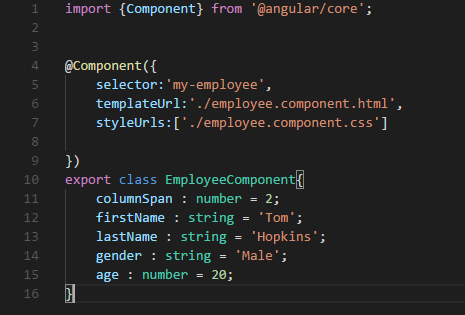 1 import {Component} from '@angular/core';
2
3
4 @Component({
5 selector:'my-employee',
6 templateUrl:'./employee.component.html',
7 styleUrls:['./employee.component.css']
8
9 })
10 export class EmployeeComponent{
11 columnSpan : number = 2;
12 firstName : string = 'Tom';
13 lastName : string = 'Hopkins';
14 gender : string = 'Male';
15 age : number = 20;
16 }